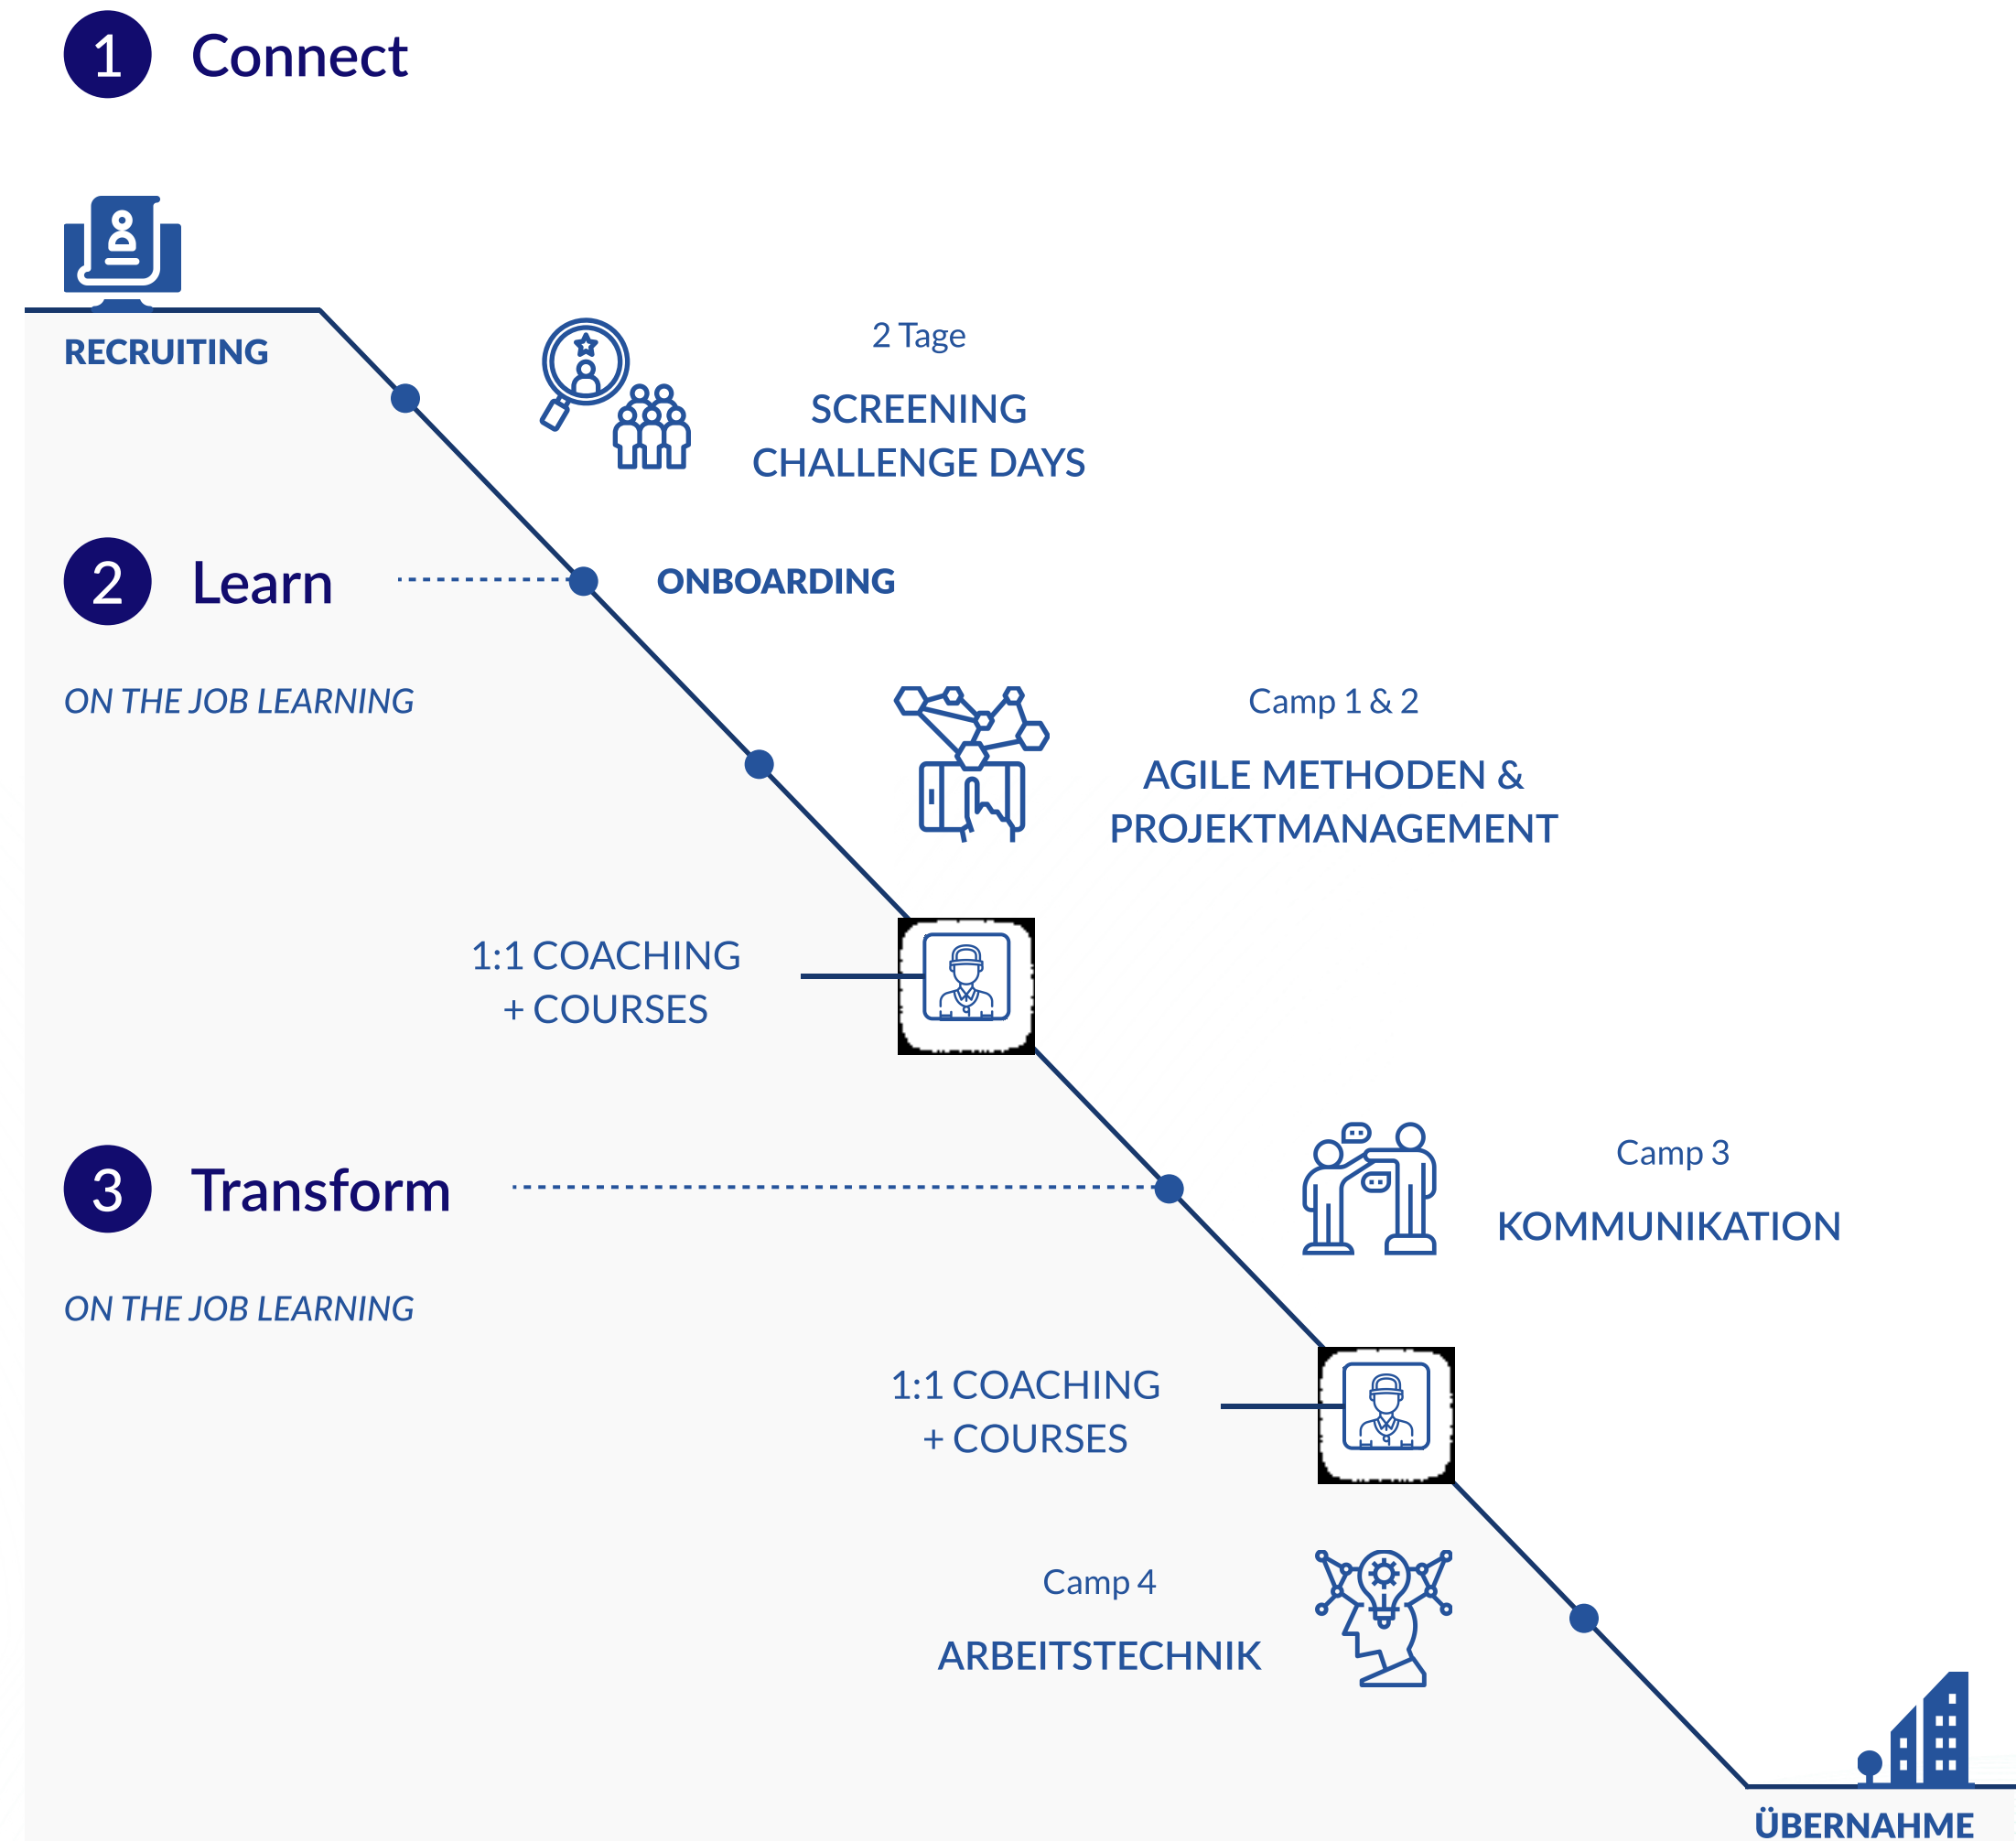 1 Connect
RECRUITING
2 Tage
SCREENING
CHALLENGE DAYS
2 Learn
ONBOARDING
ON THE JOB LEARNING
Camp 1 & 2
AGILE METHODEN &
PROJEKTMANAGEMENT
1:1 COACHING
+ COURSES
3 Transform
Camp 3
KOMMUNIKATION
ON THE JOB LEARNING
1:1 COACHING
+ COURSES
Camp 4
ARBEITSTECHNIK
ÜBERNAHME